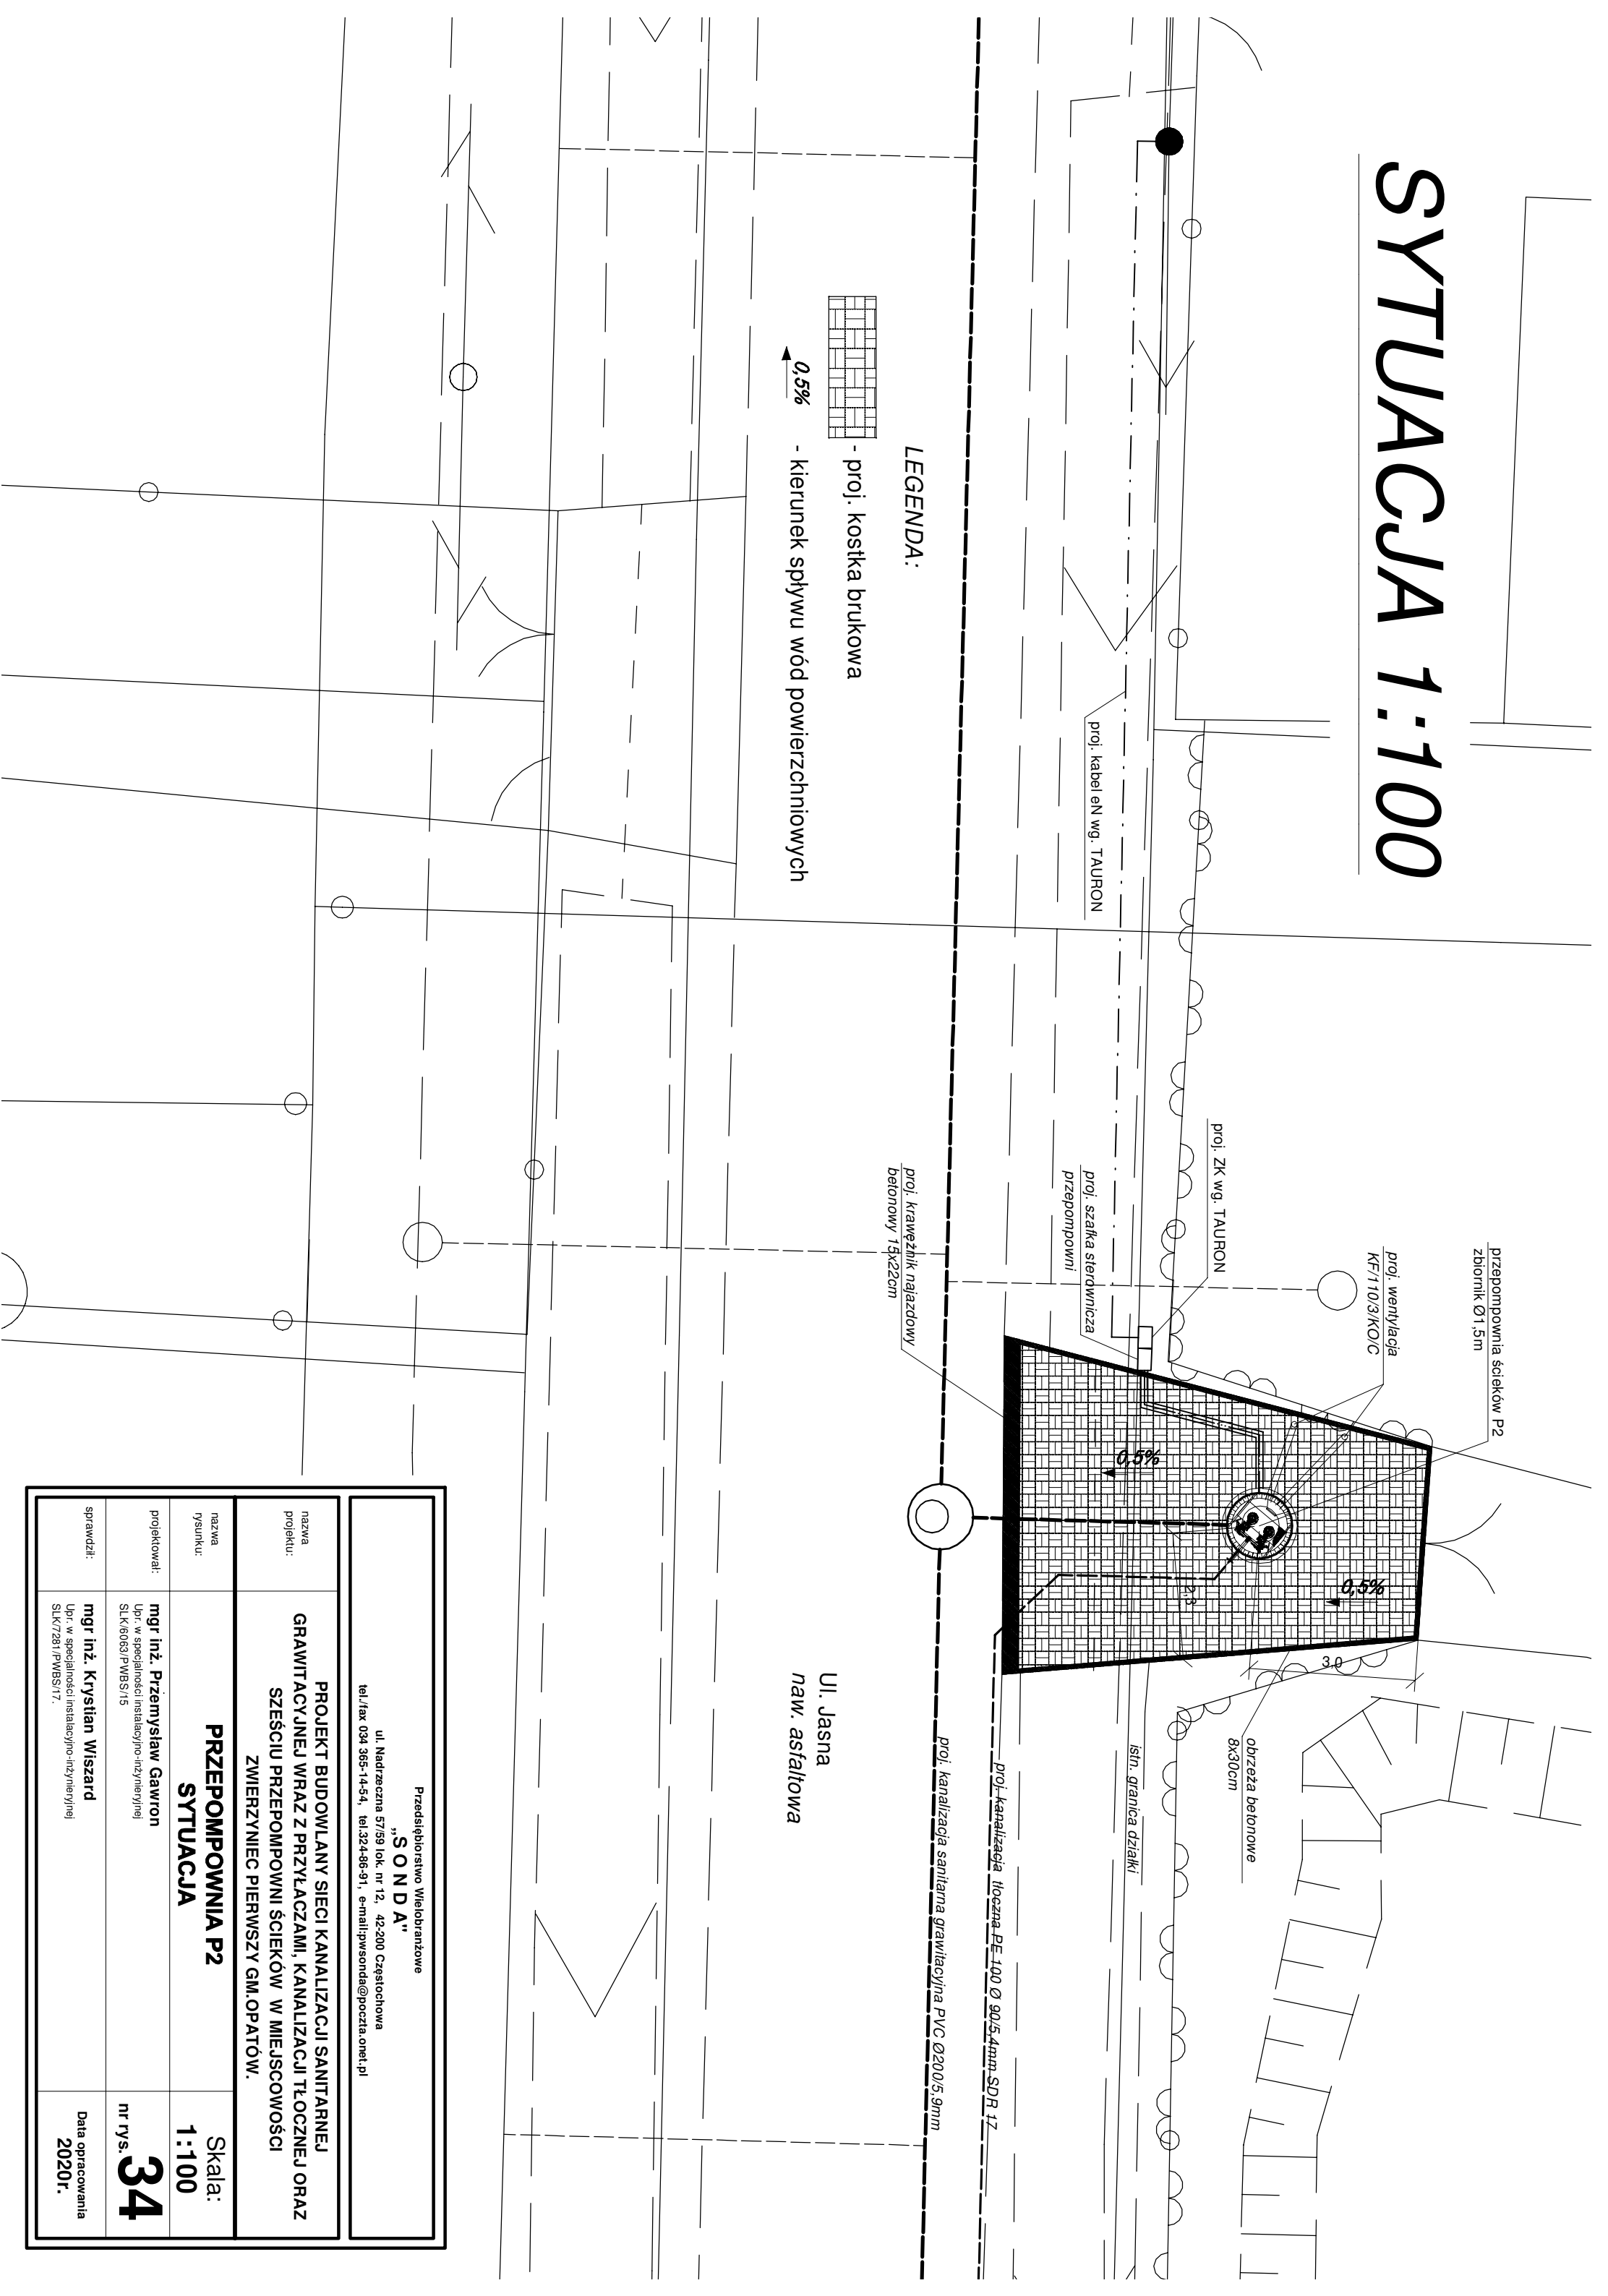 SYTUACJA 1:100
LEGENDA:
- proj. kostka brukowa
0,5%
- kierunek spływu wód powierzchniowych
proj. kabel eN wg. TAURON
przepompownia ścieków P2
zbiornik Ø1,5m
proj. wentylacja
KF/110/3/KO/C
proj. ZK wg. TAURON
proj. szafka sterownicza
przepompowni
proj. krawężnik najazdowy
betonowy 15x22cm
0,5%
0,5%
2,3
3,0
obrzeża betonowe
8x30cm
istn. granica działki
proj. kanalizacja tłoczna PE 100 Ø 90/5,4mm SDR 17
proj. kanalizacja sanitarna grawitacyjna PVC Ø200/5,9mm
Ul. Jasna
naw. asfaltowa
Przedsiębiorstwo Wielobranżowe
„S O N D A"
ul. Nadrzeczna 57/59 lok. nr 12, 42-200 Częstochowa
tel./fax 034 365-14-54, tel.324-86-91, e-mail:pwsonda@poczta.onet.pl
nazwa
projektu:
PROJEKT BUDOWLANY SIECI KANALIZACJI SANITARNEJ
GRAWITACYJNEJ WRAZ Z PRZYŁĄCZAMI, KANALIZACJI TŁOCZNEJ ORAZ
SZEŚCIU PRZEPOMPOWNI ŚCIEKÓW W MIEJSCOWOŚCI
ZWIERZYNIEC PIERWSZY GM.OPATÓW.
nazwa
rysunku:
PRZEPOMPOWNIA P2
SYTUACJA
Skala:
1:100
projektował:
mgr inż. Przemysław Gawron
Upr. w specjalności instalacyjno-inżynieryjnej
SLK/6063/PWBS/15
nr rys. 34
sprawdził:
mgr inż. Krystian Wiszard
Upr. w specjalności instalacyjno-inżynieryjnej
SLK/7281/PWBS/17.
Data opracowania
2020r.